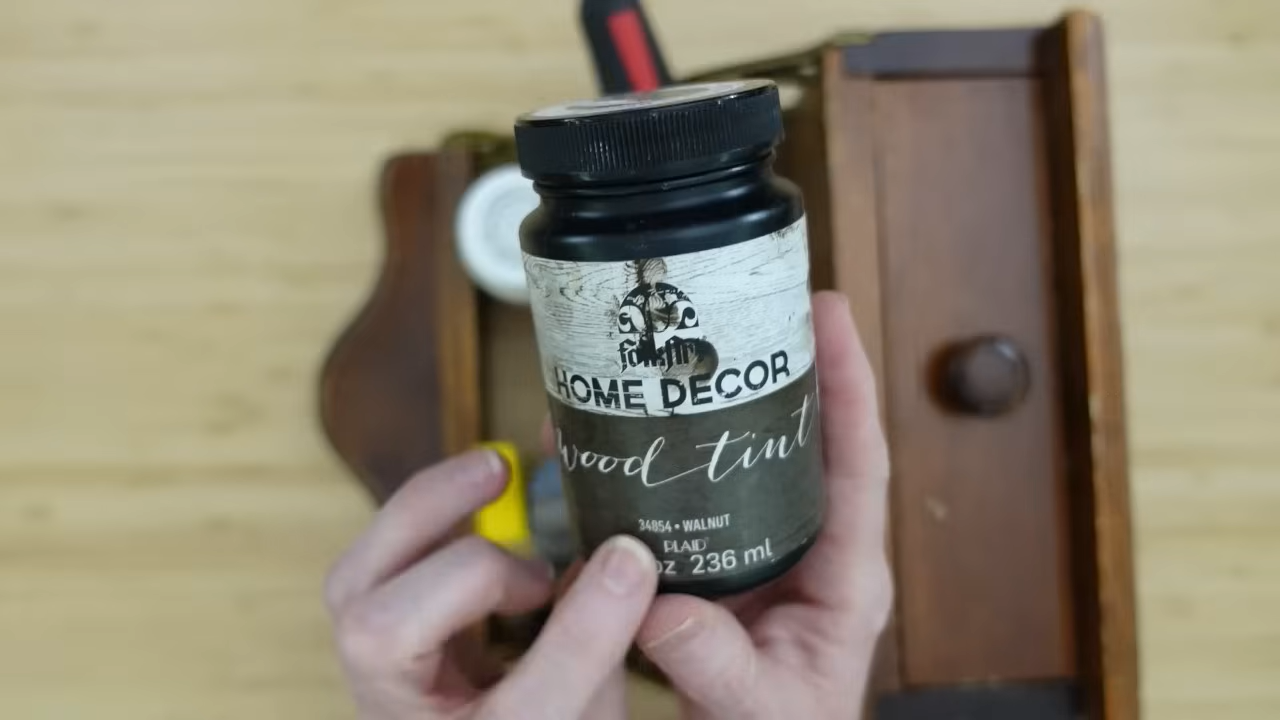 folkart
HOME DECOR
wood tint
34854 • WALNUT
PLAID
oz 236 ml